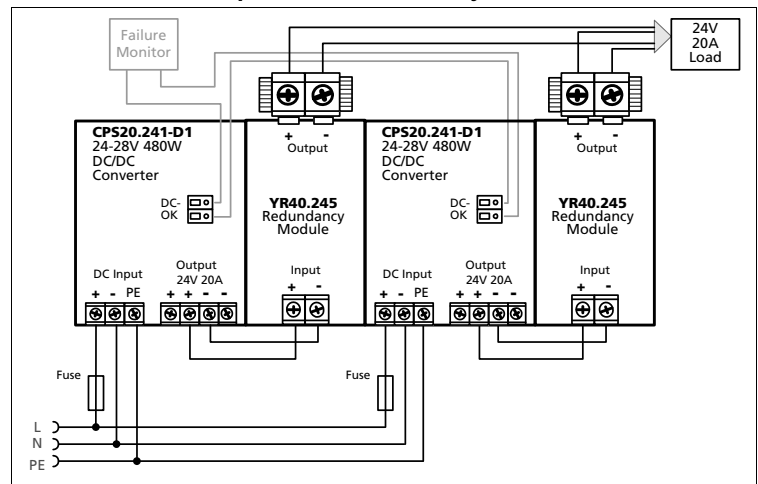 Failure
Monitor
24V
20A
Load
CPS20.241-D1
24-28V 480W
DC/DC
Converter
DC-
OK
DC Input
+ - PE
Output
24V 20A
+ + - -
+ -
Output
YR40.245
Redundancy
Module
Input
+ -
CPS20.241-D1
24-28V 480W
DC/DC
Converter
DC-
OK
DC Input
+ - PE
Output
24V 20A
+ + - -
+ -
Output
YR40.245
Redundancy
Module
Input
+ -
Fuse
Fuse
L
N
PE